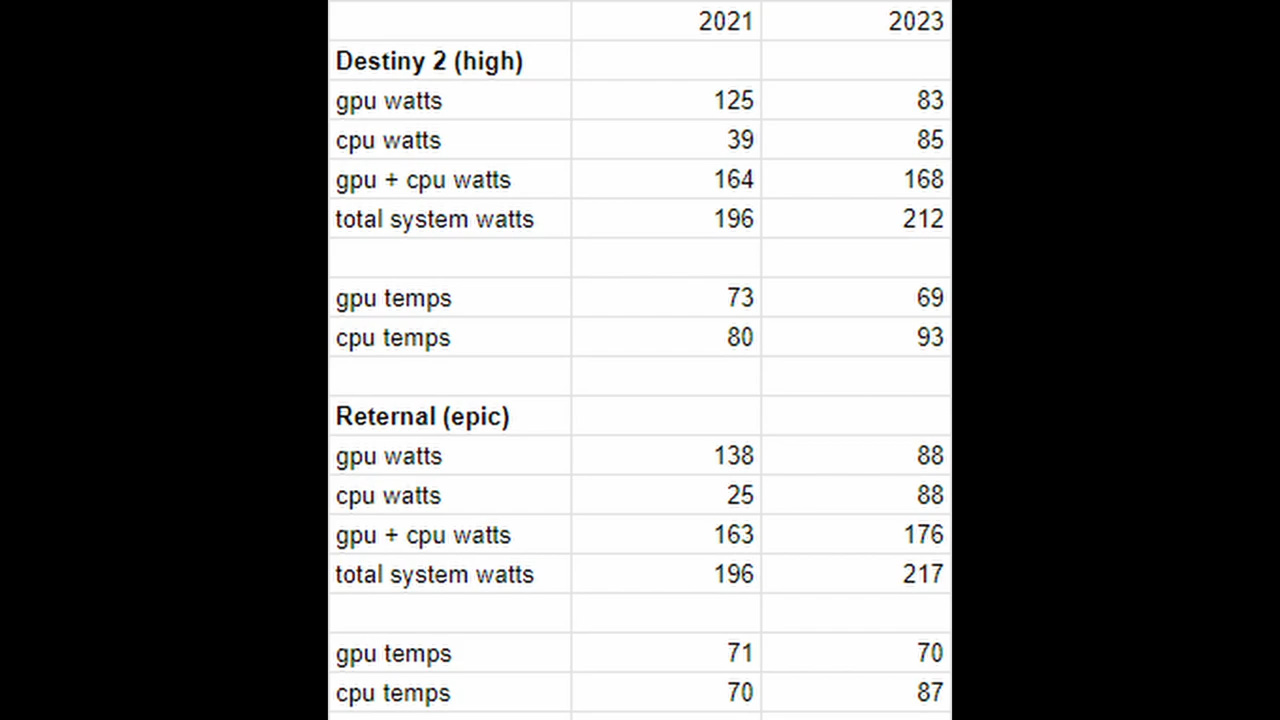 2021 2023
Destiny 2 (high)
gpu watts 125 83
cpu watts 39 85
gpu + cpu watts 164 168
total system watts 196 212
gpu temps 73 69
cpu temps 80 93
Reternal (epic)
gpu watts 138 88
cpu watts 25 88
gpu + cpu watts 163 176
total system watts 196 217
gpu temps 71 70
cpu temps 70 87